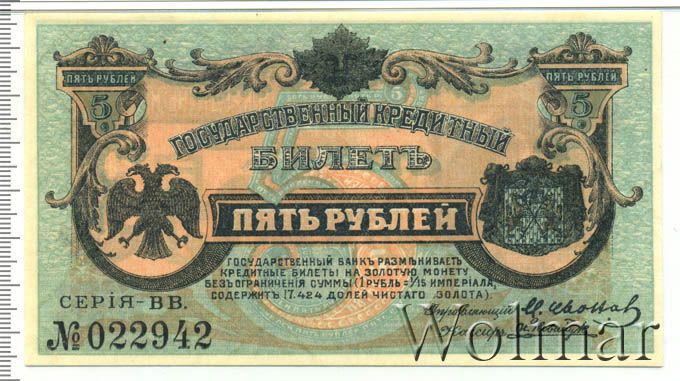 ПЯТЬ РУБЛЕЙ
5
ПЯТЬ РУБЛЕЙ
5
ГОСУДАРСТВЕННЫЙ КРЕДИТНЫЙ
БИЛЕТЪ
ПЯТЬ РУБЛЕЙ
ГОСУДАРСТВЕННЫЙ БАНКЪ РАЗМѢНИВАЕТЪ
КРЕДИТНЫЕ БИЛЕТЫ НА ЗОЛОТУЮ МОНЕТУ
БЕЗЪ ОГРАНИЧЕНІЯ СУММЫ (1 РУБЛЬ = 1/15 ИМПЕРІАЛА,
СОДЕРЖИТЪ 17.424 ДОЛЕЙ ЧИСТАГО ЗОЛОТА).
СЕРІЯ-ВВ.
Управляющій
Кассиръ
№ 022942
Wolmar